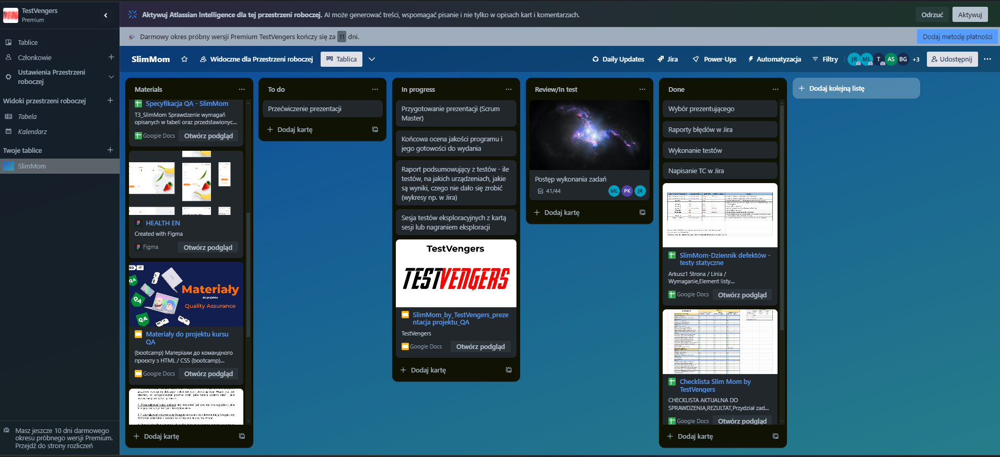 TestVengers
Premium
Tablice
Członkowie
Ustawienia Przestrzeni
roboczej
Widoki przestrzeni roboczej
Tabela
Kalendarz
Twoje tablice
SlimMom
Masz jeszcze 10 dni darmowego
okresu próbnego wersji Premium.
Przejdź do strony rozliczeń
Aktywuj Atlassian Intelligence dla tej przestrzeni roboczej. AI może generować treści, wspomagać pisanie i nie tylko w opisach kart i komentarzach.
Odrzuć
Aktywuj
Darmowy okres próbny wersji Premium TestVengers kończy się za 11 dni.
Dodaj metodę płatności
SlimMom
Widoczne dla Przestrzeni roboczej
Tablica
Daily Updates
Jira
Power-Ups
Automatyzacja
Filtry
JR
ML
T
AS
BG
+3
Udostępnij
Materials
Specyfikacja QA - SlimMom
T3_SlimMom Sprawdzenie wymagań
opisanych w tabeli oraz przedstawionyc...
Google Docs
Otwórz podgląd
HEALTH EN
Created with Figma
Figma
Otwórz podgląd
GO IT
QA
QA
QA
Materiały
do projektu
Quality Assurance
Materiały do projektu kursu
QA
(bootcamp) Матеріали до командного
проєкту з HTML / CSS (bootcamp)...
Google Docs
Otwórz podgląd
Dodaj kartę
To do
Przećwiczenie prezentacji
Dodaj kartę
In progress
Przygotowanie prezentacji (Scrum
Master)
Końcowa ocena jakości programu i
jego gotowości do wydania
Raport podsumowujący z testów - ile
testów, na jakich urządzeniach, jakie
są wyniki, czego nie dało się zrobić
(wykresy np. w Jira)
Sesja testów eksploracyjnych z kartą
sesji lub nagraniem eksploracji
TestVengers
TESTVENGERS
SlimMom_by_TestVengers_preze
ntacja projektu_QA
TestVengers
Google Docs
Otwórz podgląd
Dodaj kartę
Review/In test
Postęp wykonania zadań
41/44
ML
PK
JR
Dodaj kartę
Done
Wybór prezentującego
Raporty błędów w Jira
Wykonanie testów
Napisanie TC w Jira
SlimMom-Dziennik defektów -
testy statyczne
Arkusz1 Strona / Linia /
Wymaganie,Element listy...
Google Docs
Otwórz podgląd
Checklista Slim Mom by
TestVengers
CHECKLISTA AKTUALNA DO
SPRAWDZENIA,REZULTAT,Przydział zad...
Google Docs
Otwórz podgląd
Dodaj kartę
Dodaj kolejną listę